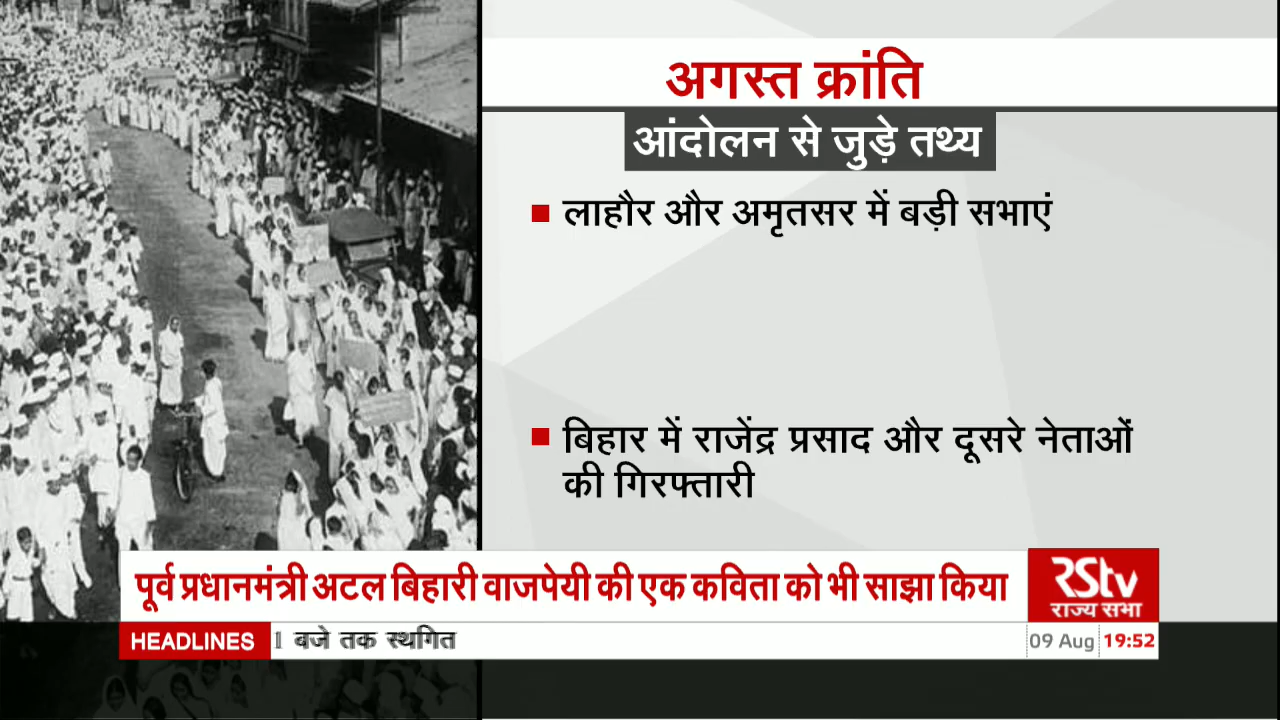 अगस्त क्रांति
आंदोलन से जुड़े तथ्य
लाहौर और अमृतसर में बड़ी सभाएं
बिहार में राजेंद्र प्रसाद और दूसरे नेताओं
की गिरफ्तारी
पूर्व प्रधानमंत्री अटल बिहारी वाजपेयी की एक कविता को भी साझा किया
RStv
राज्य सभा
HEADLINES 1 बजे तक स्थगित 09 Aug 19:52